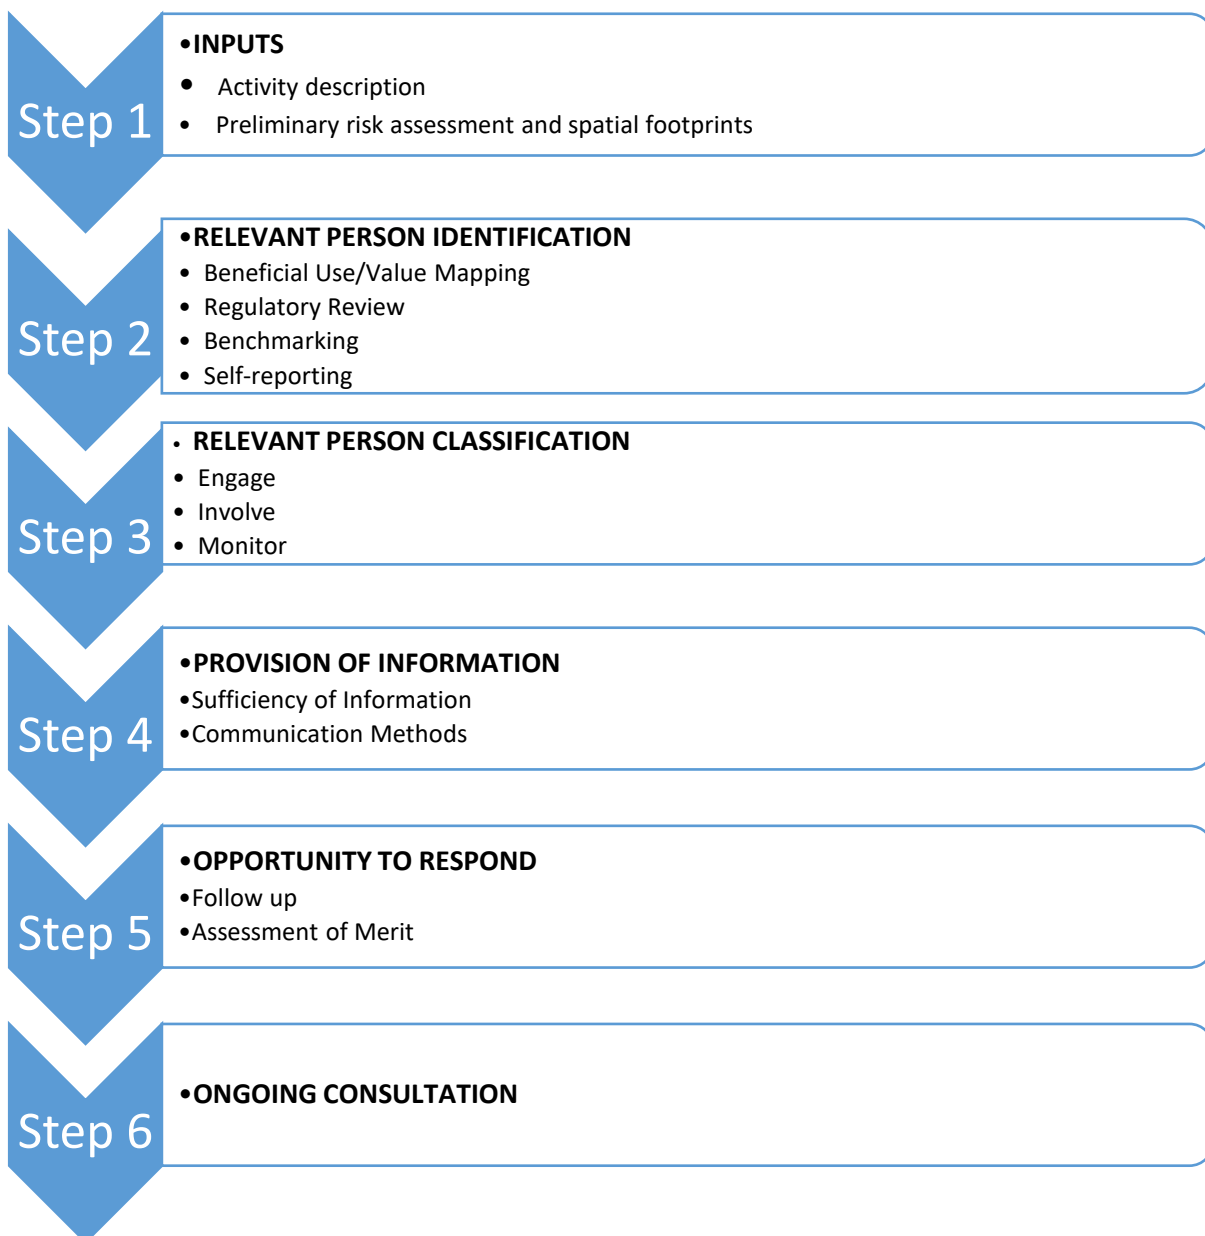 Step 1
•INPUTS
• Activity description
• Preliminary risk assessment and spatial footprints
Step 2
•RELEVANT PERSON IDENTIFICATION
• Beneficial Use/Value Mapping
• Regulatory Review
• Benchmarking
• Self-reporting
Step 3
• RELEVANT PERSON CLASSIFICATION
• Engage
• Involve
• Monitor
Step 4
•PROVISION OF INFORMATION
•Sufficiency of Information
•Communication Methods
Step 5
•OPPORTUNITY TO RESPOND
•Follow up
•Assessment of Merit
Step 6
•ONGOING CONSULTATION